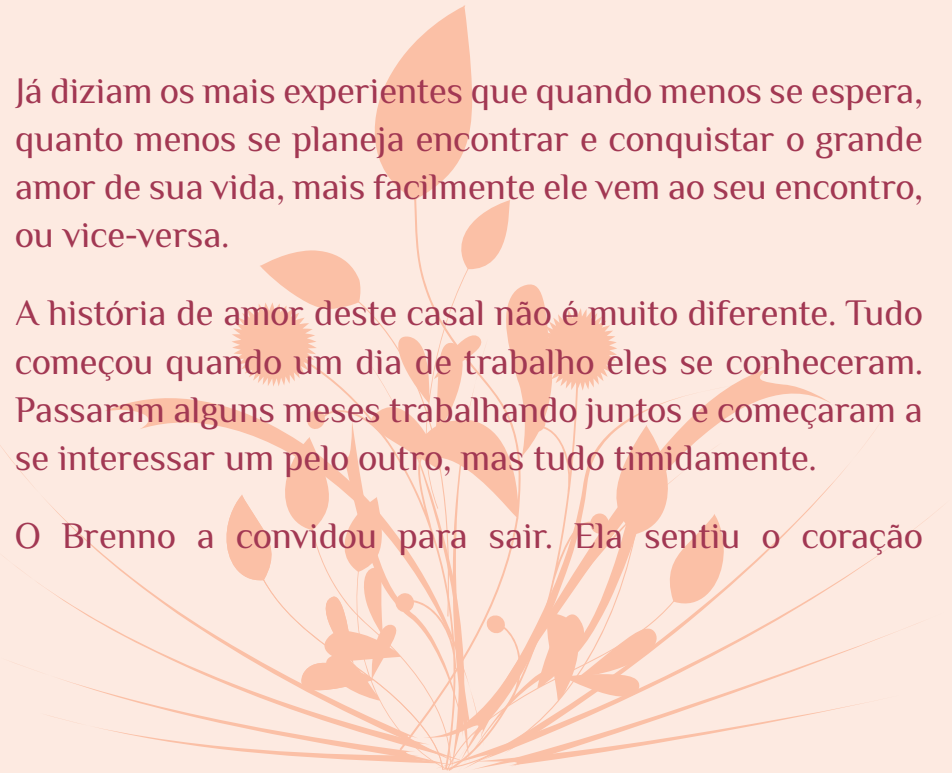 Já diziam os mais experientes que quando menos se espera,
quanto menos se planeja encontrar e conquistar o grande
amor de sua vida, mais facilmente ele vem ao seu encontro,
ou vice-versa.
A história de amor deste casal não é muito diferente. Tudo
começou quando um dia de trabalho eles se conheceram.
Passaram alguns meses trabalhando juntos e começaram a
se interessar um pelo outro, mas tudo timidamente.
O Brenno a convidou para sair. Ela sentiu o coração